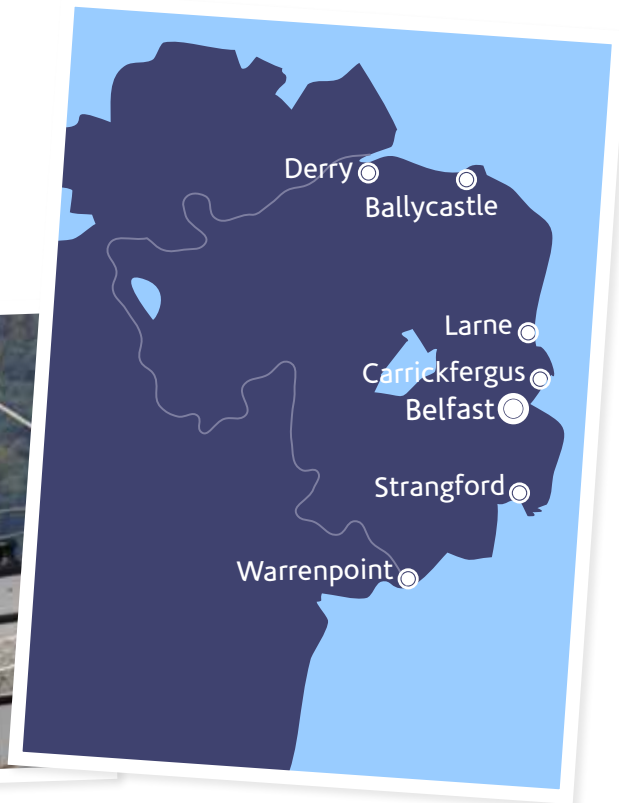 Derry
Ballycastle
Larne
Carrickfergus
Belfast
Strangford
Warrenpoint